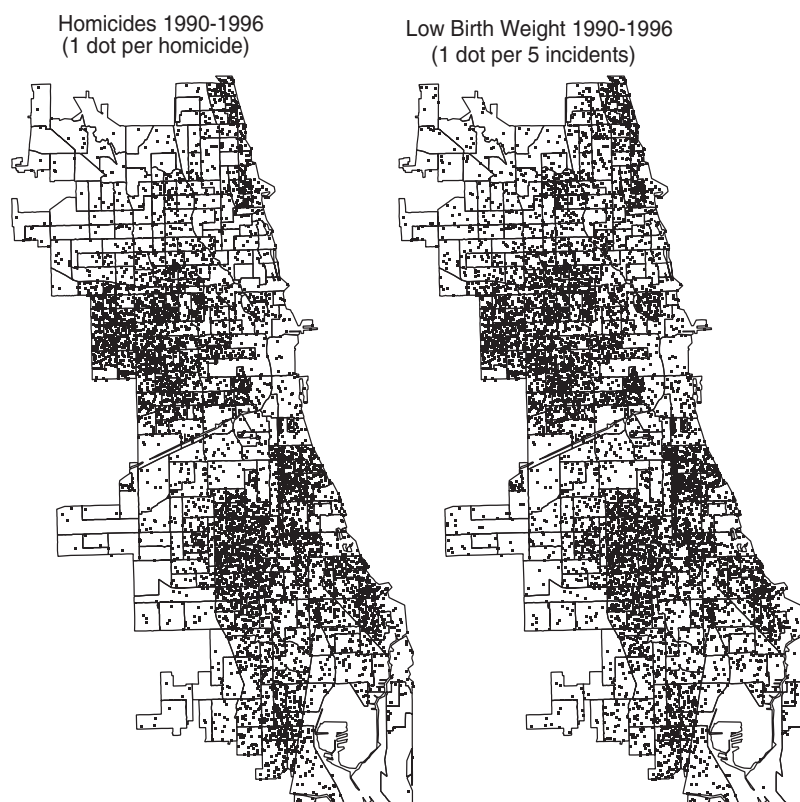 Homicides 1990-1996
(1 dot per homicide)
Low Birth Weight 1990-1996
(1 dot per 5 incidents)